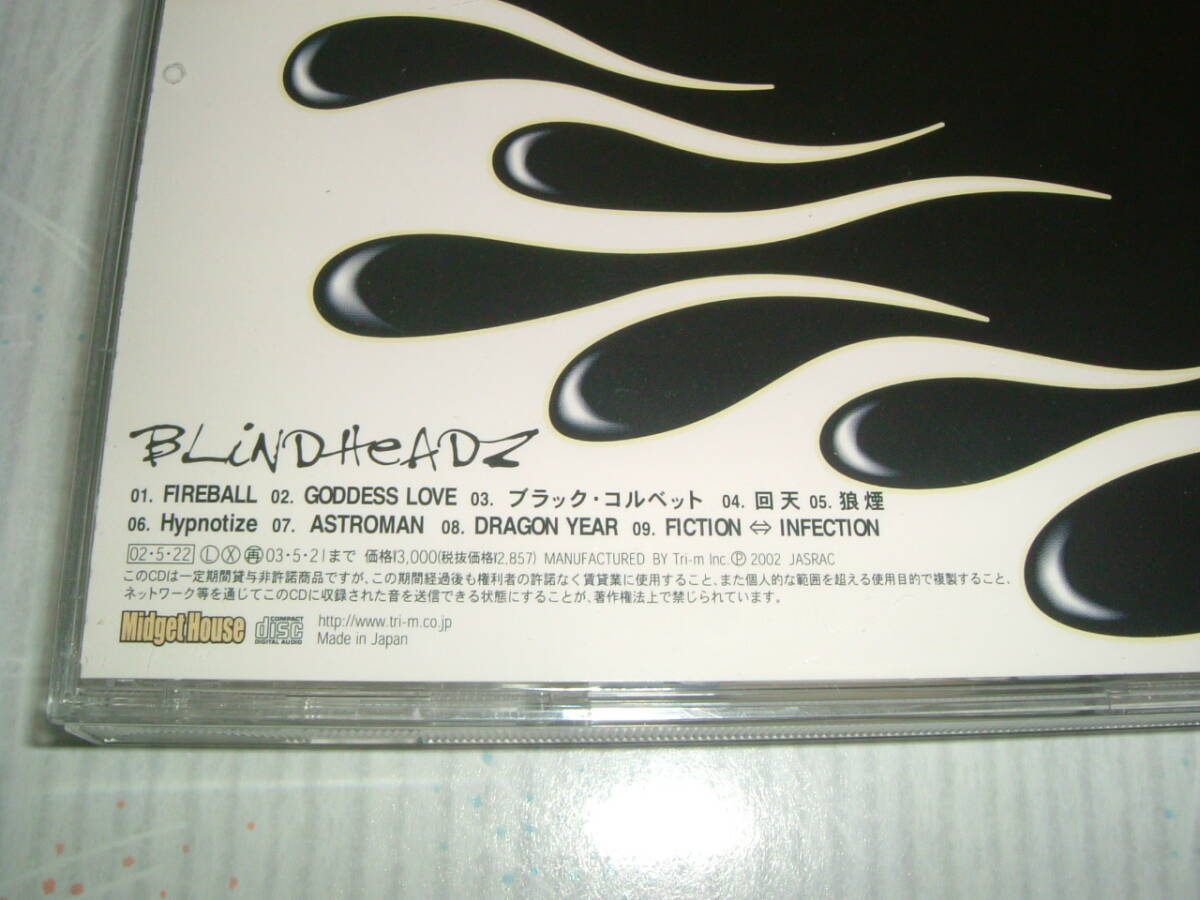 BLiNDHeADZ
01. FIREBALL 02. GODDESS LOVE 03. ブラック・コルベット 04. 回天 05. 狼煙
06. Hypnotize 07. ASTROMAN 08. DRAGON YEAR 09. FICTION ⇔ INFECTION
02・5・22 Ⓛ Ⓧ ㊢03・5・21まで 価格¥3,000(税抜価格¥2,857) MANUFACTURED BY Tri-m Inc. Ⓟ 2002 JASRAC
このCDは一定期間貸与非許諾商品ですが、この期間経過後も権利者の許諾なく賃貸業に使用すること、また個人的な範囲を超える使用目的で複製すること、
ネットワーク等を通じてこのCDに収録された音を送信できる状態にすることが、著作権法上で禁じられています。
Midget House COMPACT disc DIGITAL AUDIO http://www.tri-m.co.jp
Made in Japan